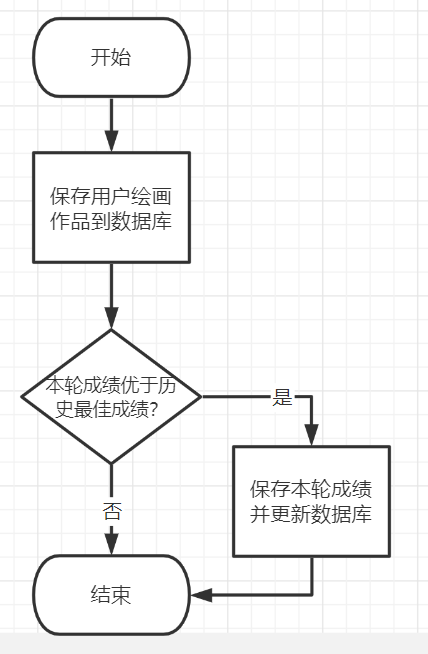 开始
保存用户绘画
作品到数据库
本轮成绩优于历
史最佳成绩?
是
保存本轮成绩
并更新数据库
否
结束